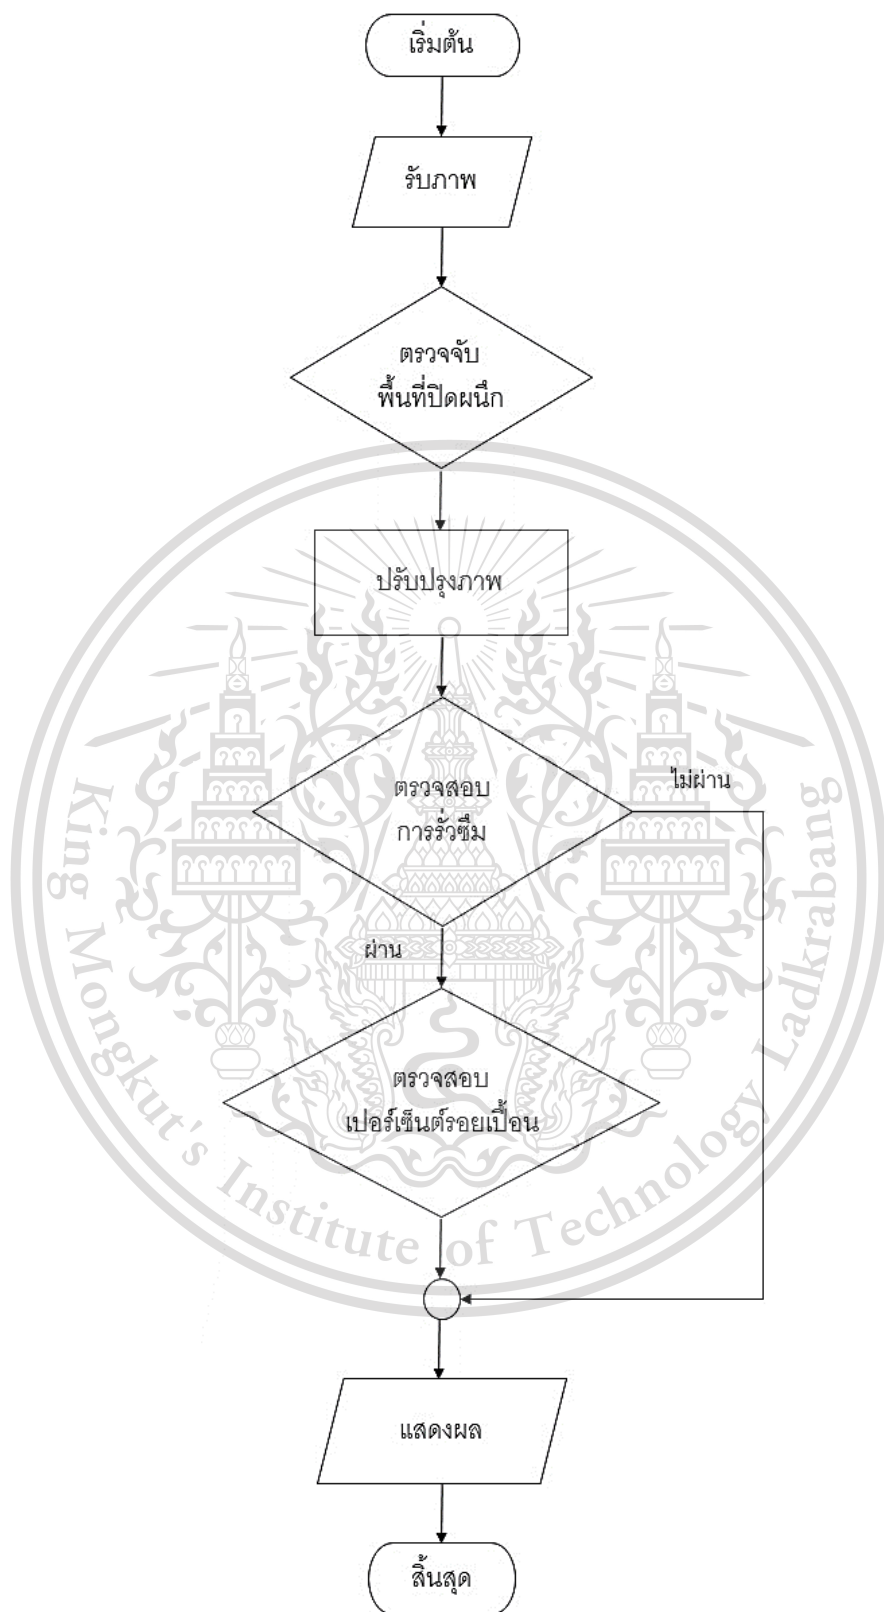 เริ่มต้น
รับภาพ
ตรวจจับ
พื้นที่ปิดผนึก
ปรับปรุงภาพ
ตรวจสอบ
การรั่วซึม
ไม่ผ่าน
ผ่าน
ตรวจสอบ
เปอร์เซ็นต์รอยเปื้อน
แสดงผล
สิ้นสุด
King Mongkut's Institute of Technology Ladkrabang